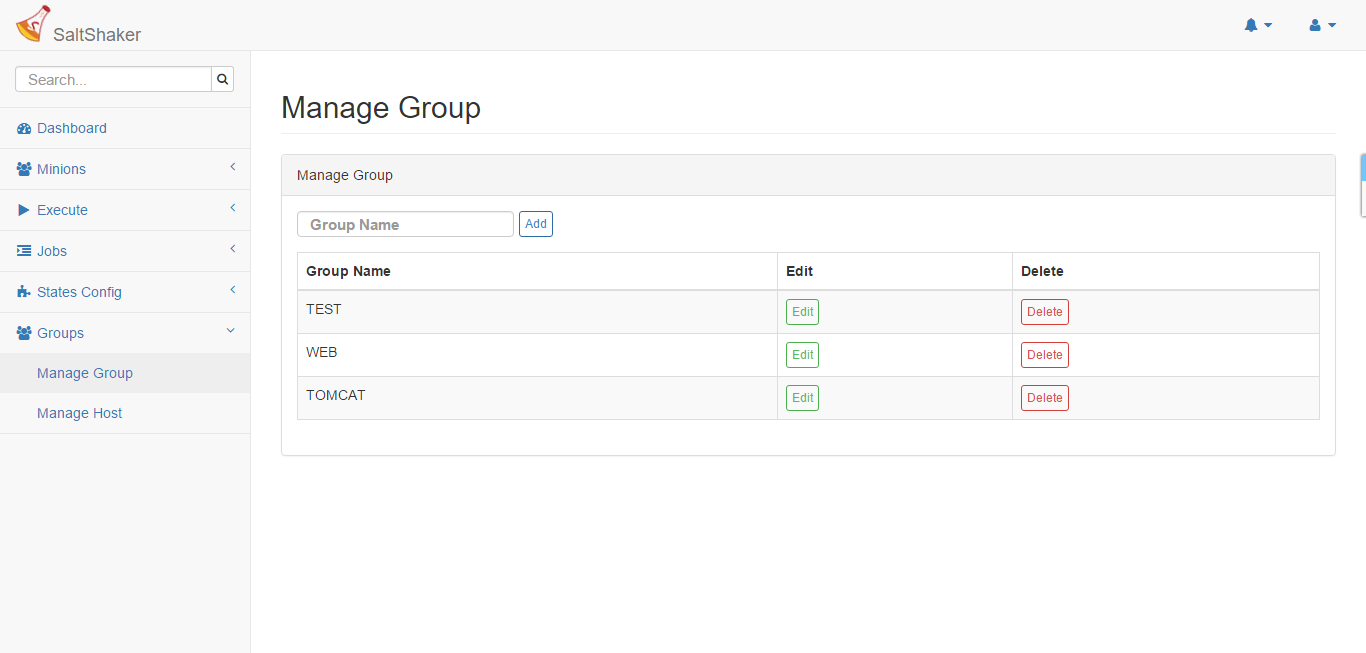 SaltShaker
Search...
Dashboard
Minions
Execute
Jobs
States Config
Groups
Manage Group
Manage Host
Manage Group
Manage Group
Group Name Add
Group Name Edit Delete
TEST Edit Delete
WEB Edit Delete
TOMCAT Edit Delete